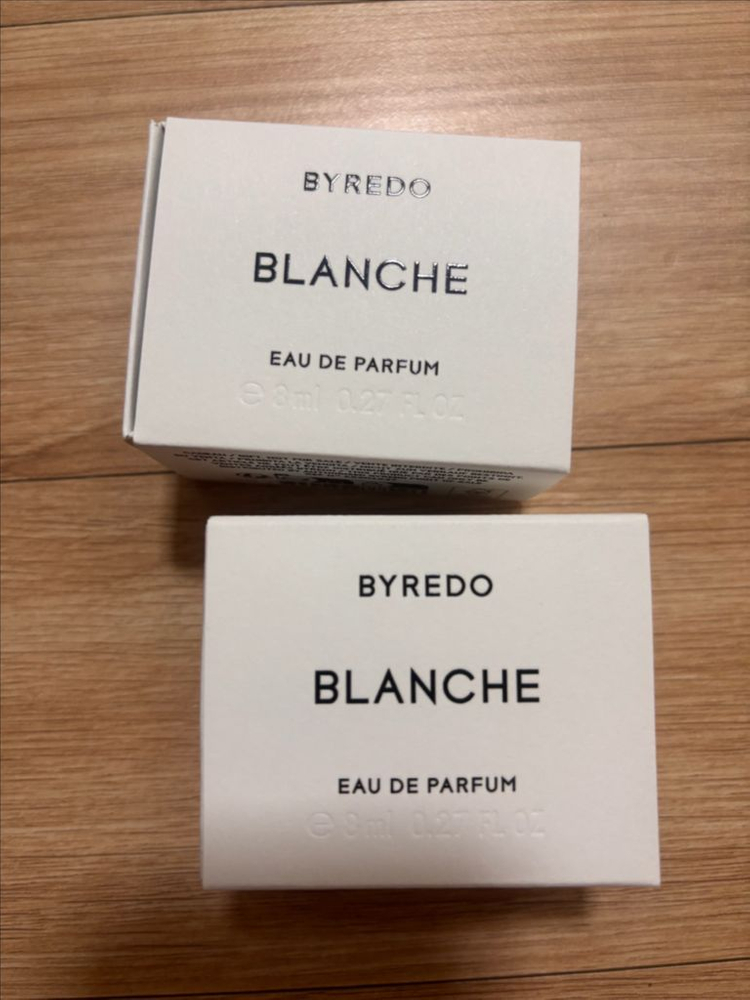 BYREDO
BLANCHE
EAU DE PARFUM
℮ 8ml 0.27 FL OZ
BYREDO
BLANCHE
EAU DE PARFUM
℮ 8ml 0.27 FL OZ